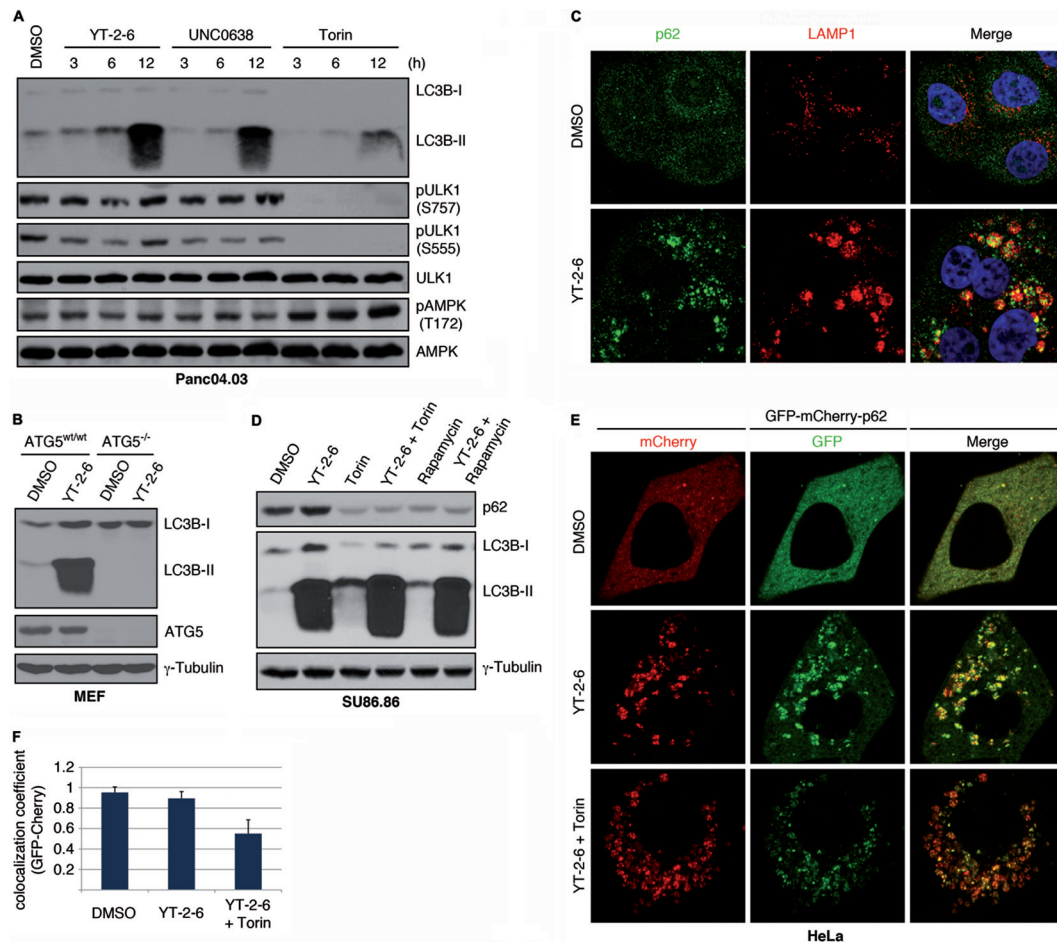 A
YT-2-6 UNC0638 Torin
DMSO 3 6 12 3 6 12 3 6 12 (h)
LC3B-I
LC3B-II
pULK1
(S757)
pULK1
(S555)
ULK1
pAMPK
(T172)
AMPK
Panc04.03
B
ATG5wt/wt ATG5-/-
DMSO YT-2-6 DMSO YT-2-6
LC3B-I
LC3B-II
ATG5
γ-Tubulin
MEF
C
p62 LAMP1 Merge
DMSO
YT-2-6
D
DMSO YT-2-6 Torin YT-2-6 + Torin Rapamycin YT-2-6 + Rapamycin
p62
LC3B-I
LC3B-II
γ-Tubulin
SU86.86
E
GFP-mCherry-p62
mCherry GFP Merge
DMSO
YT-2-6
YT-2-6 + Torin
HeLa
F
colocalization coefficient
(GFP-Cherry)
1.2
1
0.8
0.6
0.4
0.2
DMSO YT-2-6 YT-2-6
+ Torin